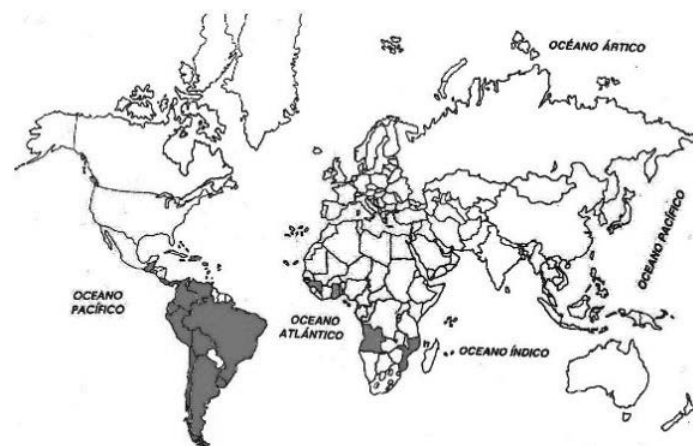 OCÉANO ÁRTICO
OCEANO PACÍFICO
OCEANO
PACÍFICO
OCEANO
ATLÁNTICO
OCEANO ÍNDICO